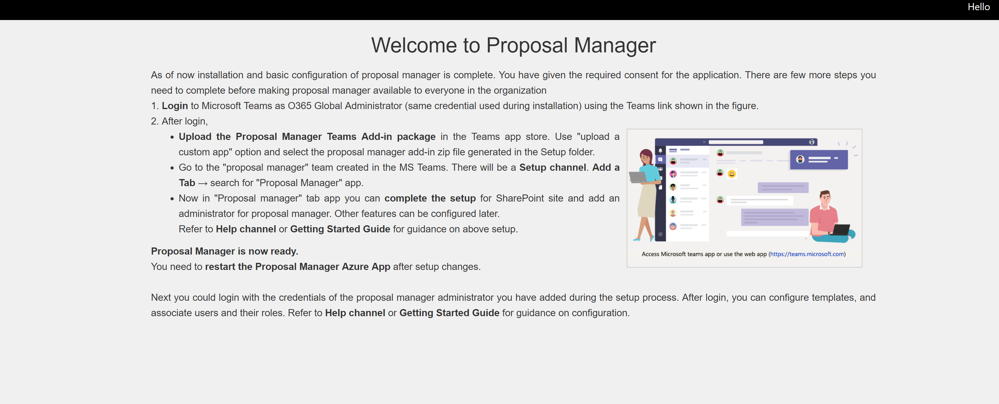 Hello
Welcome to Proposal Manager
As of now installation and basic configuration of proposal manager is complete. You have given the required consent for the application. There are few more steps you
need to complete before making proposal manager available to everyone in the organization
1. Login to Microsoft Teams as O365 Global Administrator (same credential used during installation) using the Teams link shown in the figure.
2. After login,
• Upload the Proposal Manager Teams Add-in package in the Teams app store. Use "upload a
custom app" option and select the proposal manager add-in zip file generated in the Setup folder.
• Go to the "proposal manager" team created in the MS Teams. There will be a Setup channel. Add a
Tab → search for "Proposal Manager" app.
• Now in "Proposal manager" tab app you can complete the setup for SharePoint site and add an
administrator for proposal manager. Other features can be configured later.
Refer to Help channel or Getting Started Guide for guidance on above setup.
Access Microsoft teams app or use the web app (https://teams.microsoft.com)
Proposal Manager is now ready.
You need to restart the Proposal Manager Azure App after setup changes.
Next you could login with the credentials of the proposal manager administrator you have added during the setup process. After login, you can configure templates, and
associate users and their roles. Refer to Help channel or Getting Started Guide for guidance on configuration.